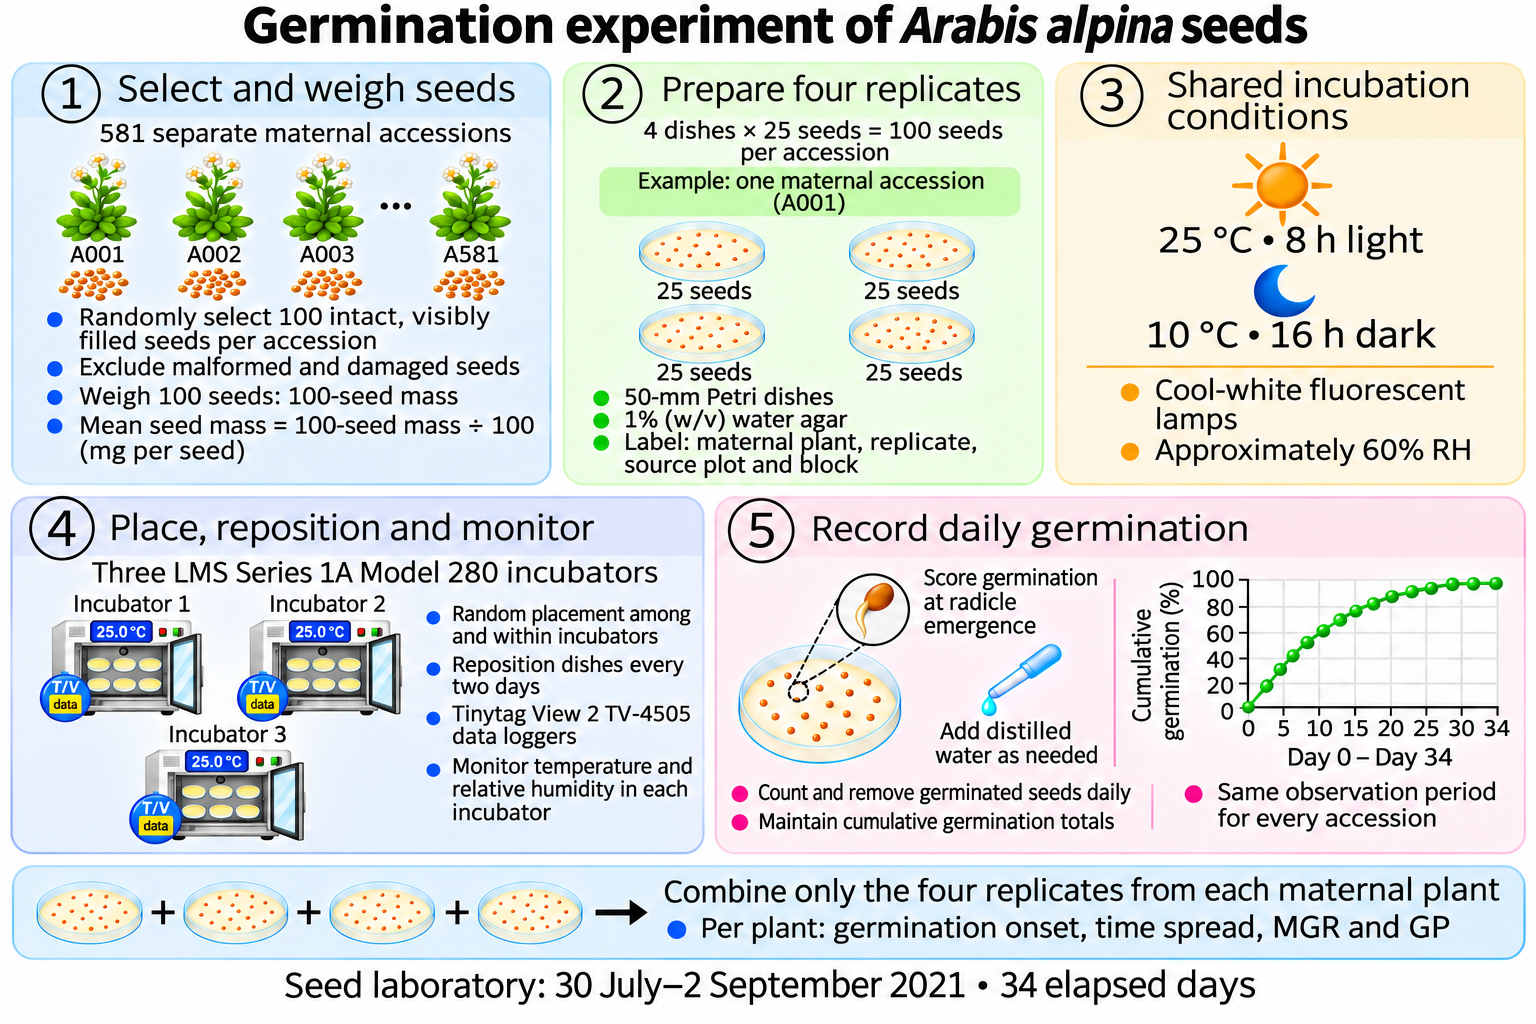 Germination experiment of Arabis alpina seeds
1 Select and weigh seeds
581 separate maternal accessions
...
A001 A002 A003 A581
Randomly select 100 intact, visibly
filled seeds per accession
Exclude malformed and damaged seeds
Weigh 100 seeds: 100-seed mass
Mean seed mass = 100-seed mass ÷ 100
(mg per seed)
2 Prepare four replicates
4 dishes × 25 seeds = 100 seeds
per accession
Example: one maternal accession
(A001)
25 seeds 25 seeds
25 seeds 25 seeds
50-mm Petri dishes
1% (w/v) water agar
Label: maternal plant, replicate,
source plot and block
3 Shared incubation
conditions
25 °C • 8 h light
10 °C • 16 h dark
Cool-white fluorescent
lamps
Approximately 60% RH
4 Place, reposition and monitor
Three LMS Series 1A Model 280 incubators
Incubator 1 Incubator 2
25.0 °C 25.0 °C
T/V T/V
data data
Incubator 3
25.0 °C
T/V
data
Random placement among
and within incubators
Reposition dishes every
two days
Tinytag View 2 TV-4505
data loggers
Monitor temperature and
relative humidity in each
incubator
5 Record daily germination
Score germination
at radicle
emergence
Add distilled
water as needed
Count and remove germinated seeds daily
Maintain cumulative germination totals
Cumulative
germination (%)
100
80
60
40
20
0
0 5 10 15 20 25 30 34
Day 0 – Day 34
Same observation period
for every accession
+ + +
Combine only the four replicates from each maternal plant
Per plant: germination onset, time spread, MGR and GP
Seed laboratory: 30 July–2 September 2021 • 34 elapsed days